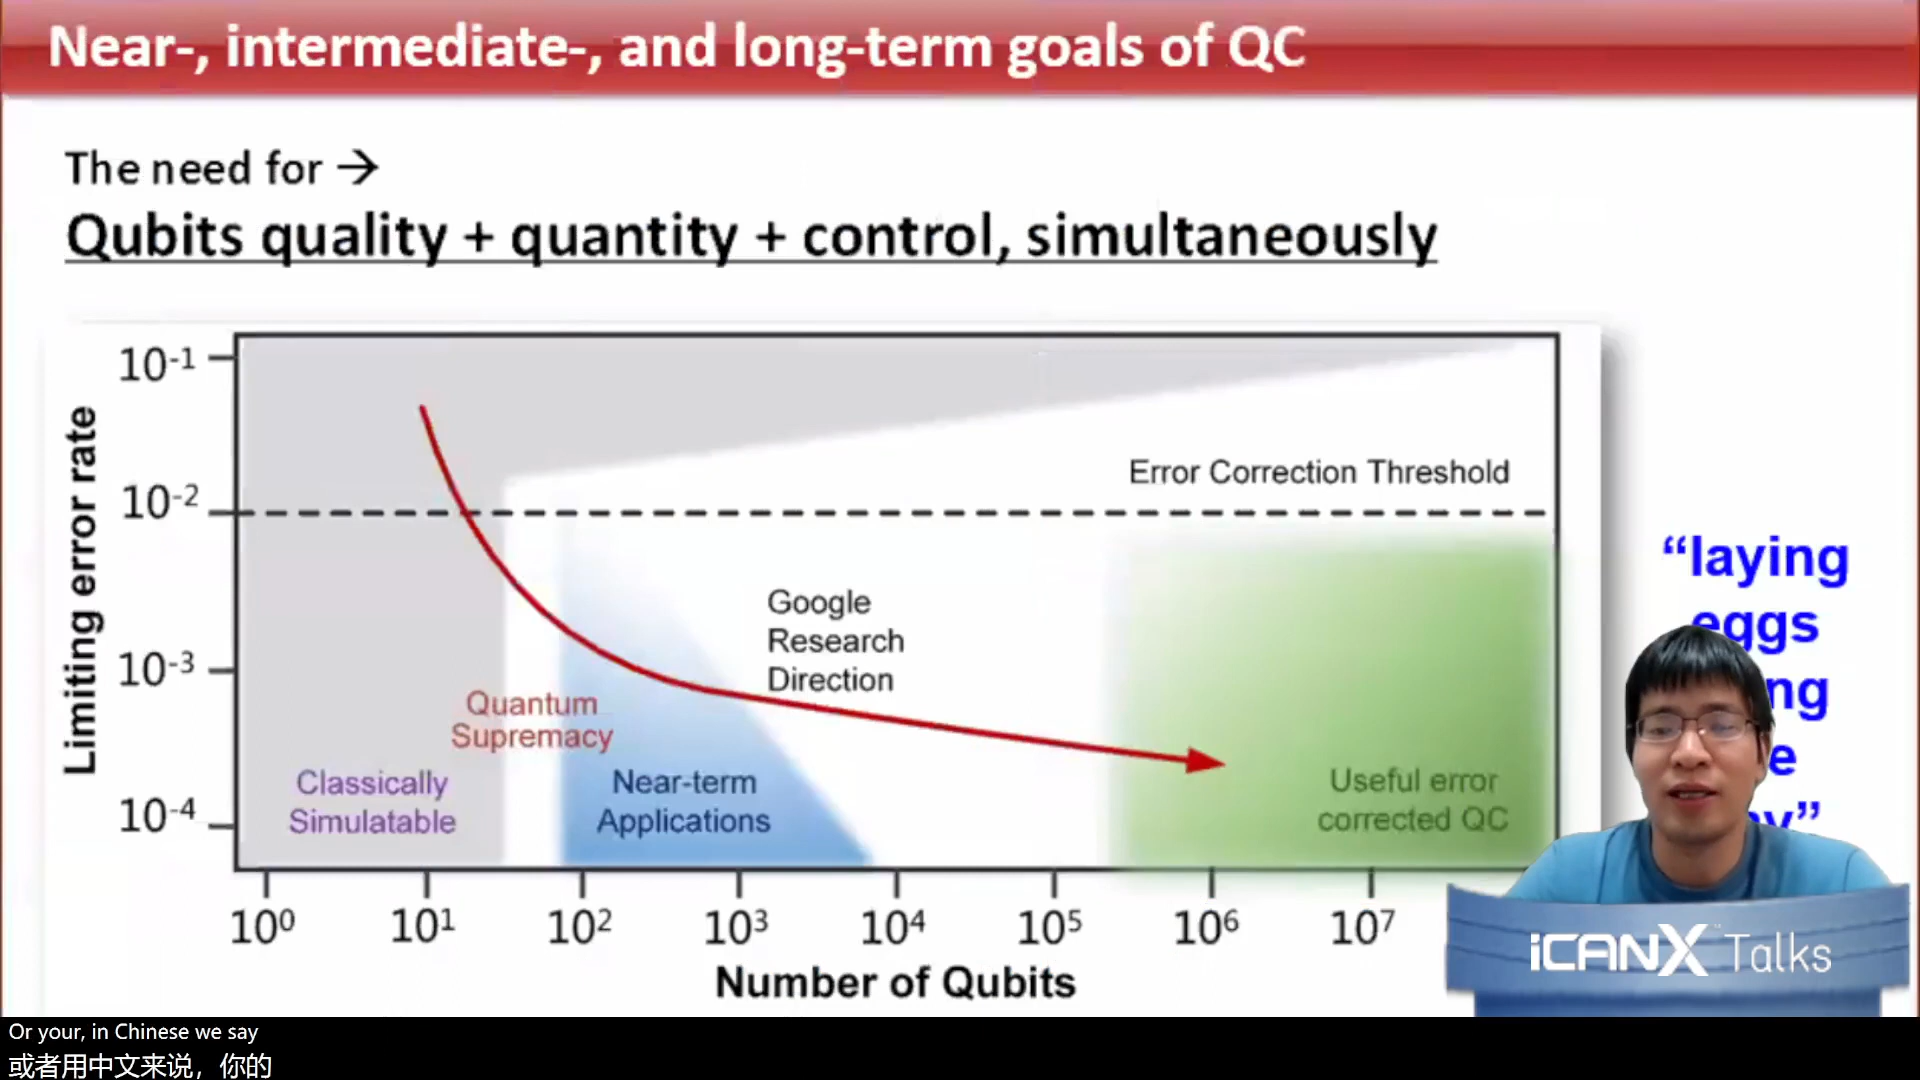 Near-, intermediate-, and long-term goals of QC
The need for →
Qubits quality + quantity + control, simultaneously
Limiting error rate
10⁻¹
10⁻²
10⁻³
10⁻⁴
Error Correction Threshold
Google
Research
Direction
Quantum
Supremacy
Classically
Simulatable
Near-term
Applications
Useful error
corrected QC
10⁰ 10¹ 10² 10³ 10⁴ 10⁵ 10⁶ 10⁷
Number of Qubits
“laying
eggs
iCANX Talks
Or your, in Chinese we say
或者用中文来说，你的